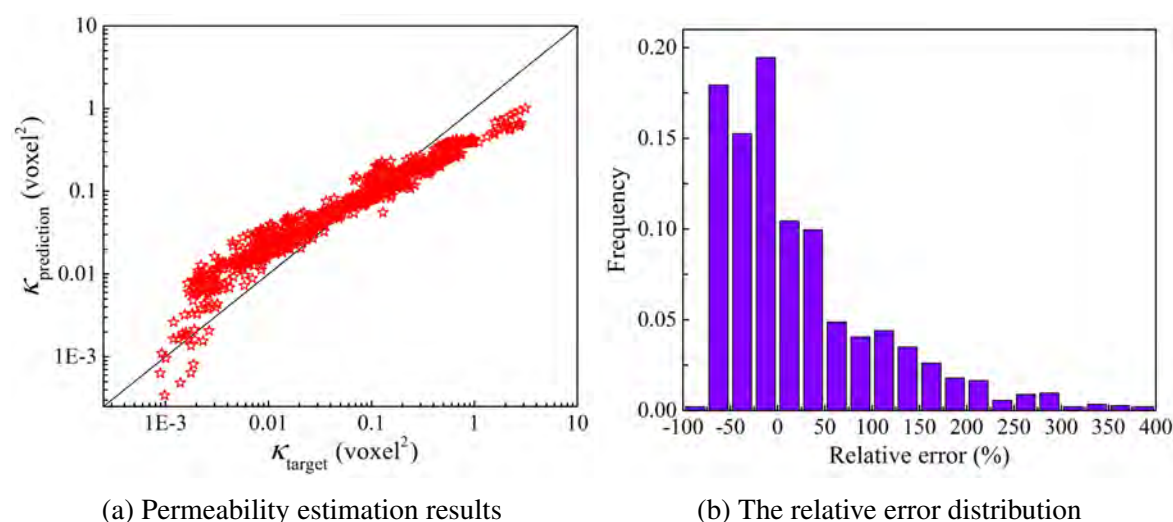 10
1
0.1
0.01
1E-3
κprediction (voxel²)
1E-3 0.01 0.1 1 10
κtarget (voxel²)
(a) Permeability estimation results
0.20
0.15
0.10
0.05
0.00
Frequency
-100 -50 0 50 100 150 200 250 300 350 400
Relative error (%)
(b) The relative error distribution